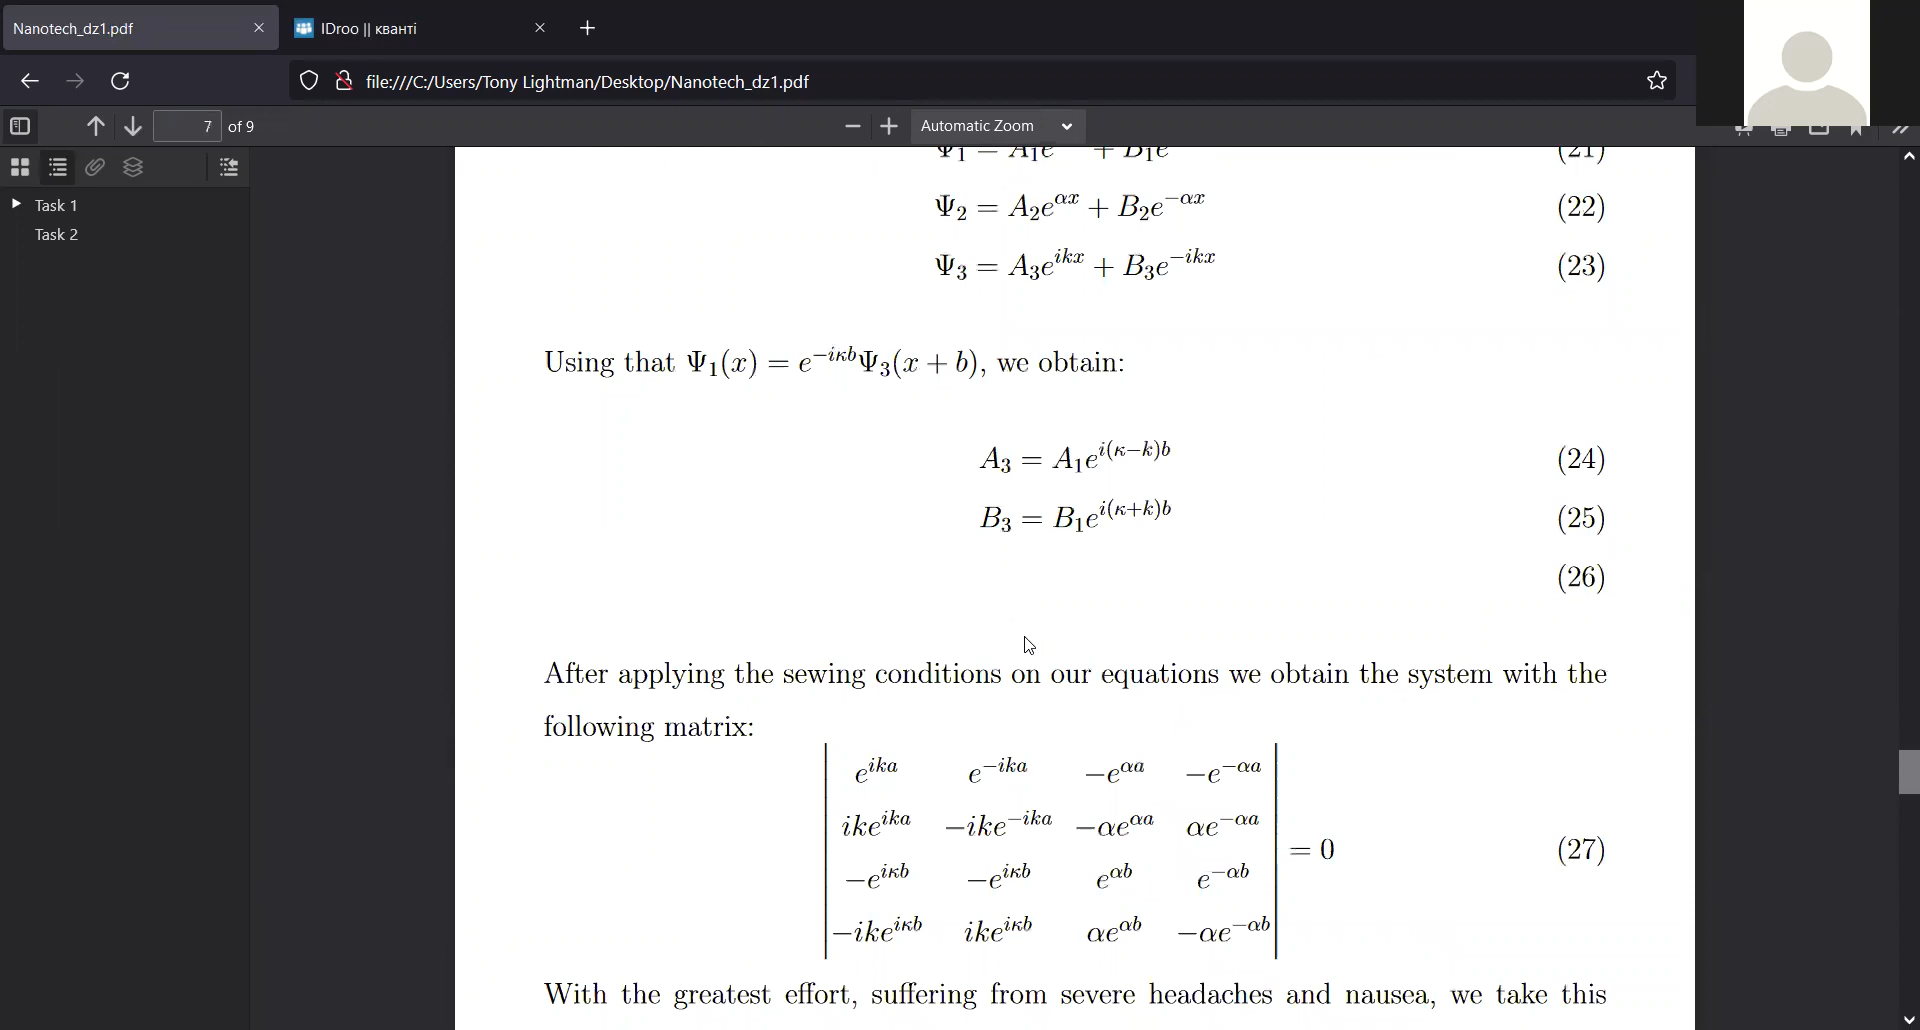 Nanotech_dz1.pdf
IDroo || кванті
file:///C:/Users/Tony Lightman/Desktop/Nanotech_dz1.pdf
7 of 9
Automatic Zoom
Task 1
Task 2
(21)
Ψ₂ = A₂e^{αx} + B₂e^{−αx} (22)
Ψ₃ = A₃e^{ikx} + B₃e^{−ikx} (23)
Using that Ψ₁(x) = e^{−iκb}Ψ₃(x + b), we obtain:
A₃ = A₁e^{i(κ−k)b} (24)
B₃ = B₁e^{i(κ+k)b} (25)
(26)
After applying the sewing conditions on our equations we obtain the system with the
following matrix:
e^{ika} e^{−ika} −e^{αa} −e^{−αa}
ike^{ika} −ike^{−ika} −αe^{αa} αe^{−αa}
= 0 (27)
−e^{iκb} −e^{iκb} e^{αb} e^{−αb}
−ike^{iκb} ike^{iκb} αe^{αb} −αe^{−αb}
With the greatest effort, suffering from severe headaches and nausea, we take this